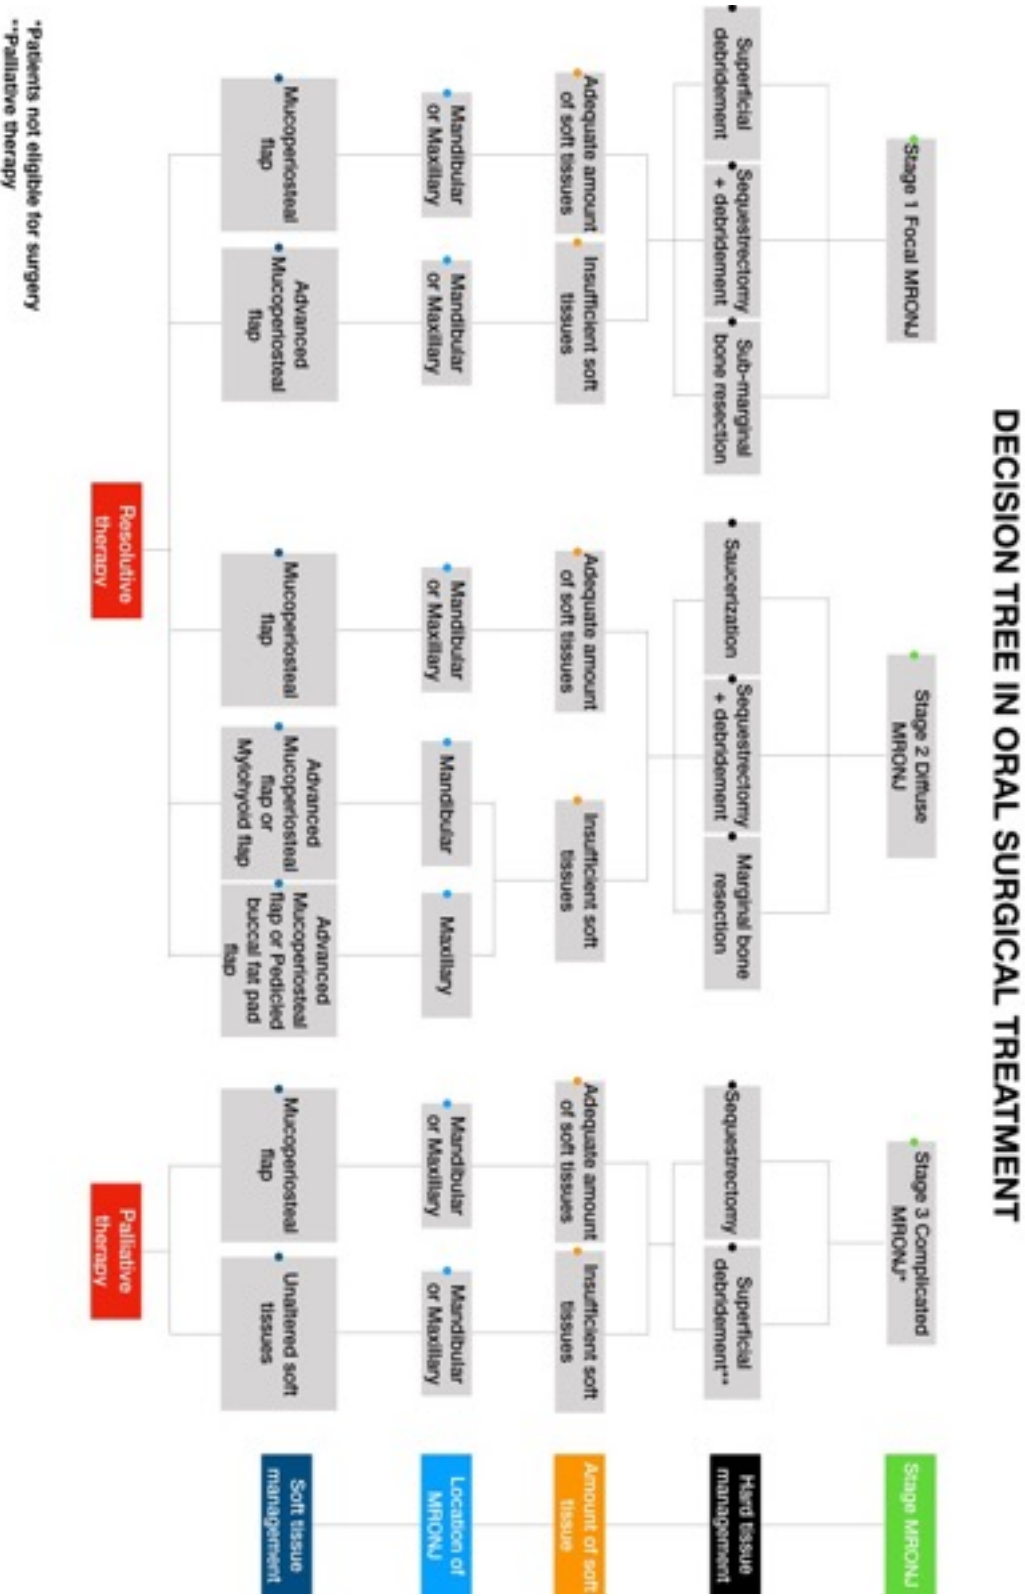 DECISION TREE IN ORAL SURGICAL TREATMENT
Stage 1 Focal MRONJ
Stage 2 Diffuse
MRONJ
Stage 3 Complicated
MRONJ*
Stage MRONJ
Superficial
debridement
Sequestrectomy
+ debridement
Sub-marginal
bone resection
Saucerization
Sequestrectomy
+ debridement
Marginal bone
resection
Sequestrectomy
Superficial
debridement**
Hard tissue
management
Adequate amount
of soft tissues
Insufficient soft
tissues
Adequate amount
of soft tissues
Insufficient soft
tissues
Adequate amount
of soft tissues
Insufficient soft
tissues
Amount of soft
tissue
Mandibular
or Maxillary
Mandibular
or Maxillary
Mandibular
or Maxillary
Mandibular
Maxillary
Mandibular
or Maxillary
Mandibular
or Maxillary
Location of
MRONJ
Mucoperiosteal
flap
Advanced
Mucoperiosteal
flap
Mucoperiosteal
flap
Advanced
Mucoperiosteal
flap or
Mylohyoid flap
Advanced
Mucoperiosteal
flap or Pedicled
buccal fat pad
flap
Mucoperiosteal
flap
Unaltered soft
tissues
Soft tissue
management
Resolutive
therapy
Palliative
therapy
*Patients not eligible for surgery
**Palliative therapy